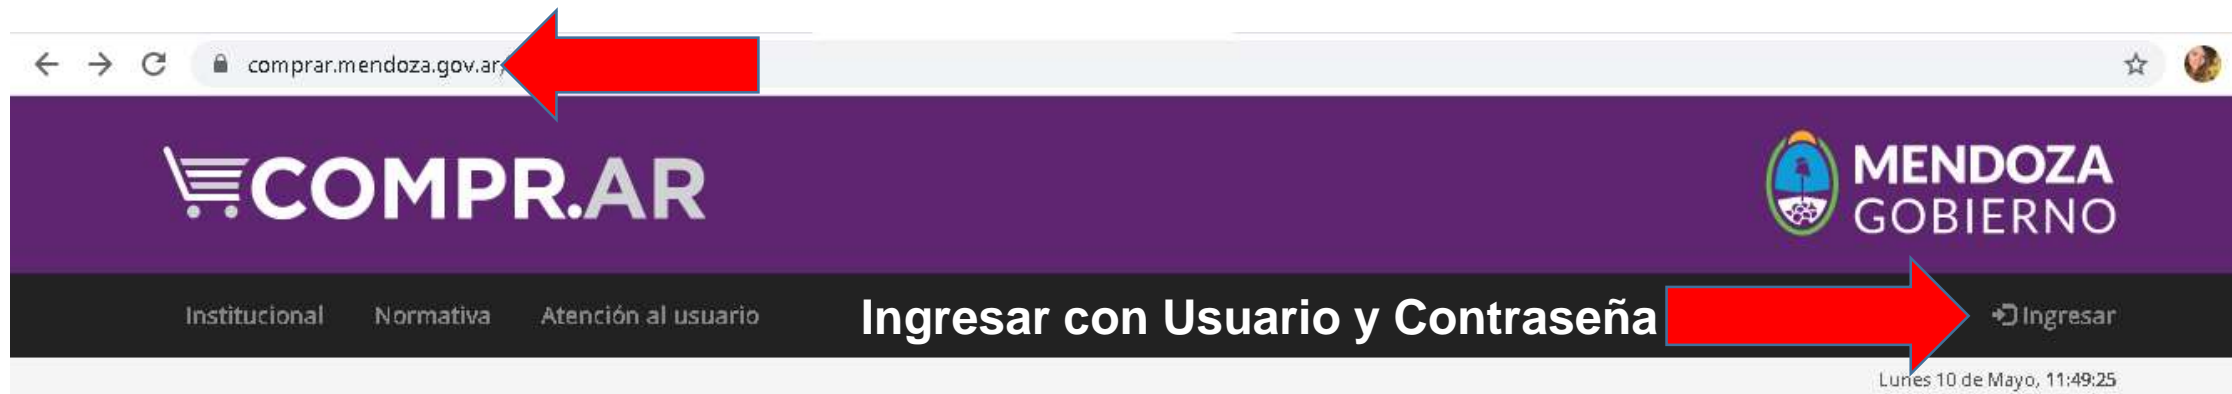 comprar.mendoza.gov.ar/
COMPR.AR
MENDOZA
GOBIERNO
Institucional Normativa Atención al usuario Ingresar con Usuario y Contraseña Ingresar
Lunes 10 de Mayo, 11:49:25